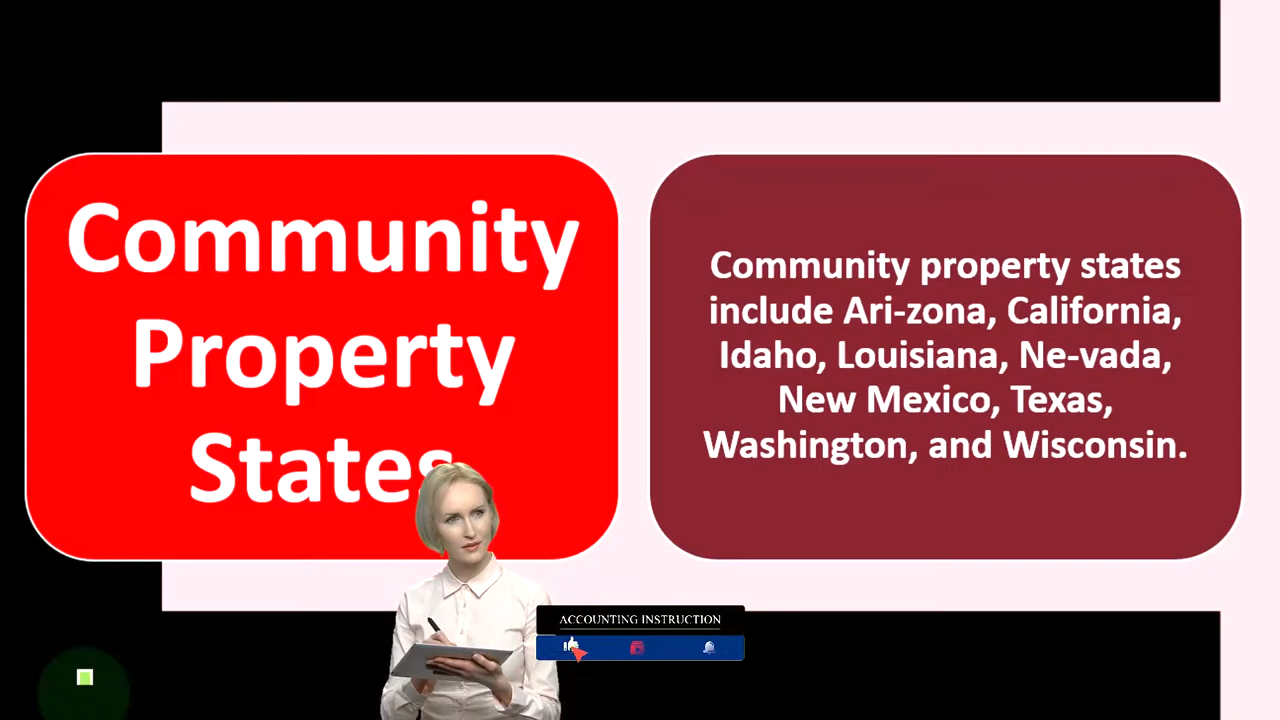 Community
Property
States
Community property states
include Ari-zona, California,
Idaho, Louisiana, Ne-vada,
New Mexico, Texas,
Washington, and Wisconsin.
ACCOUNTING INSTRUCTION